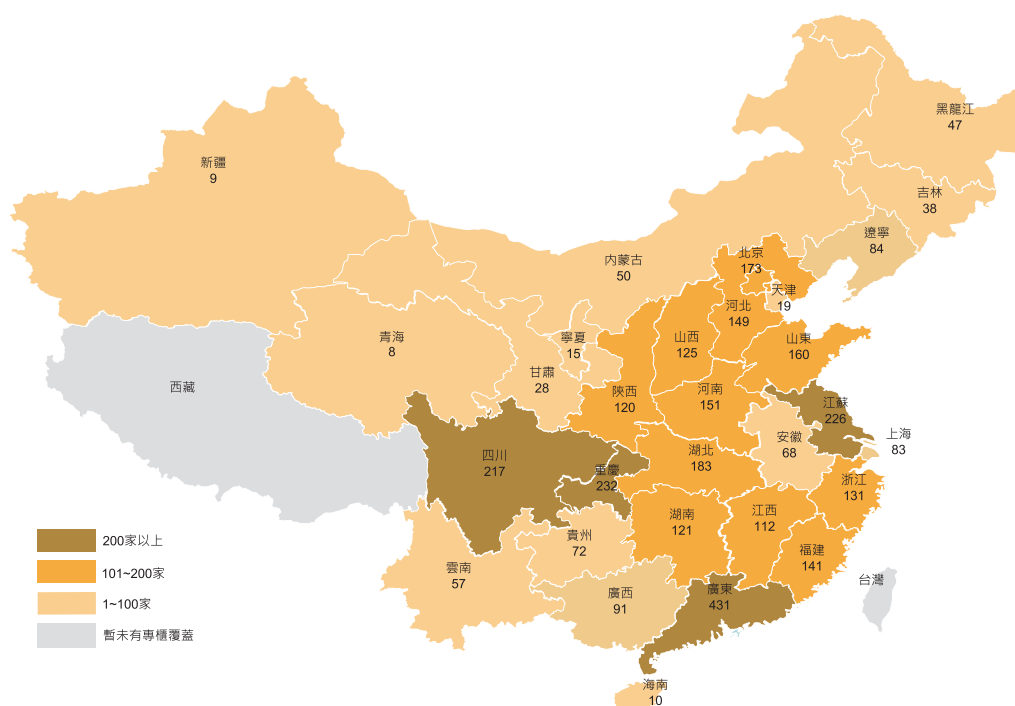 黑龍江
47
新疆
9
吉林
38
遼寧
84
北京
173
內蒙古
50
天津
19
河北
149
青海
8
寧夏
15
山西
125
山東
160
甘肅
28
西藏
陝西
120
河南
151
江蘇
226
安徽
68
上海
83
四川
217
重慶
232
湖北
183
浙江
131
湖南
121
江西
112
貴州
72
福建
141
雲南
57
廣西
91
廣東
431
台灣
海南
10
200家以上
101~200家
1~100家
暫未有專櫃覆蓋